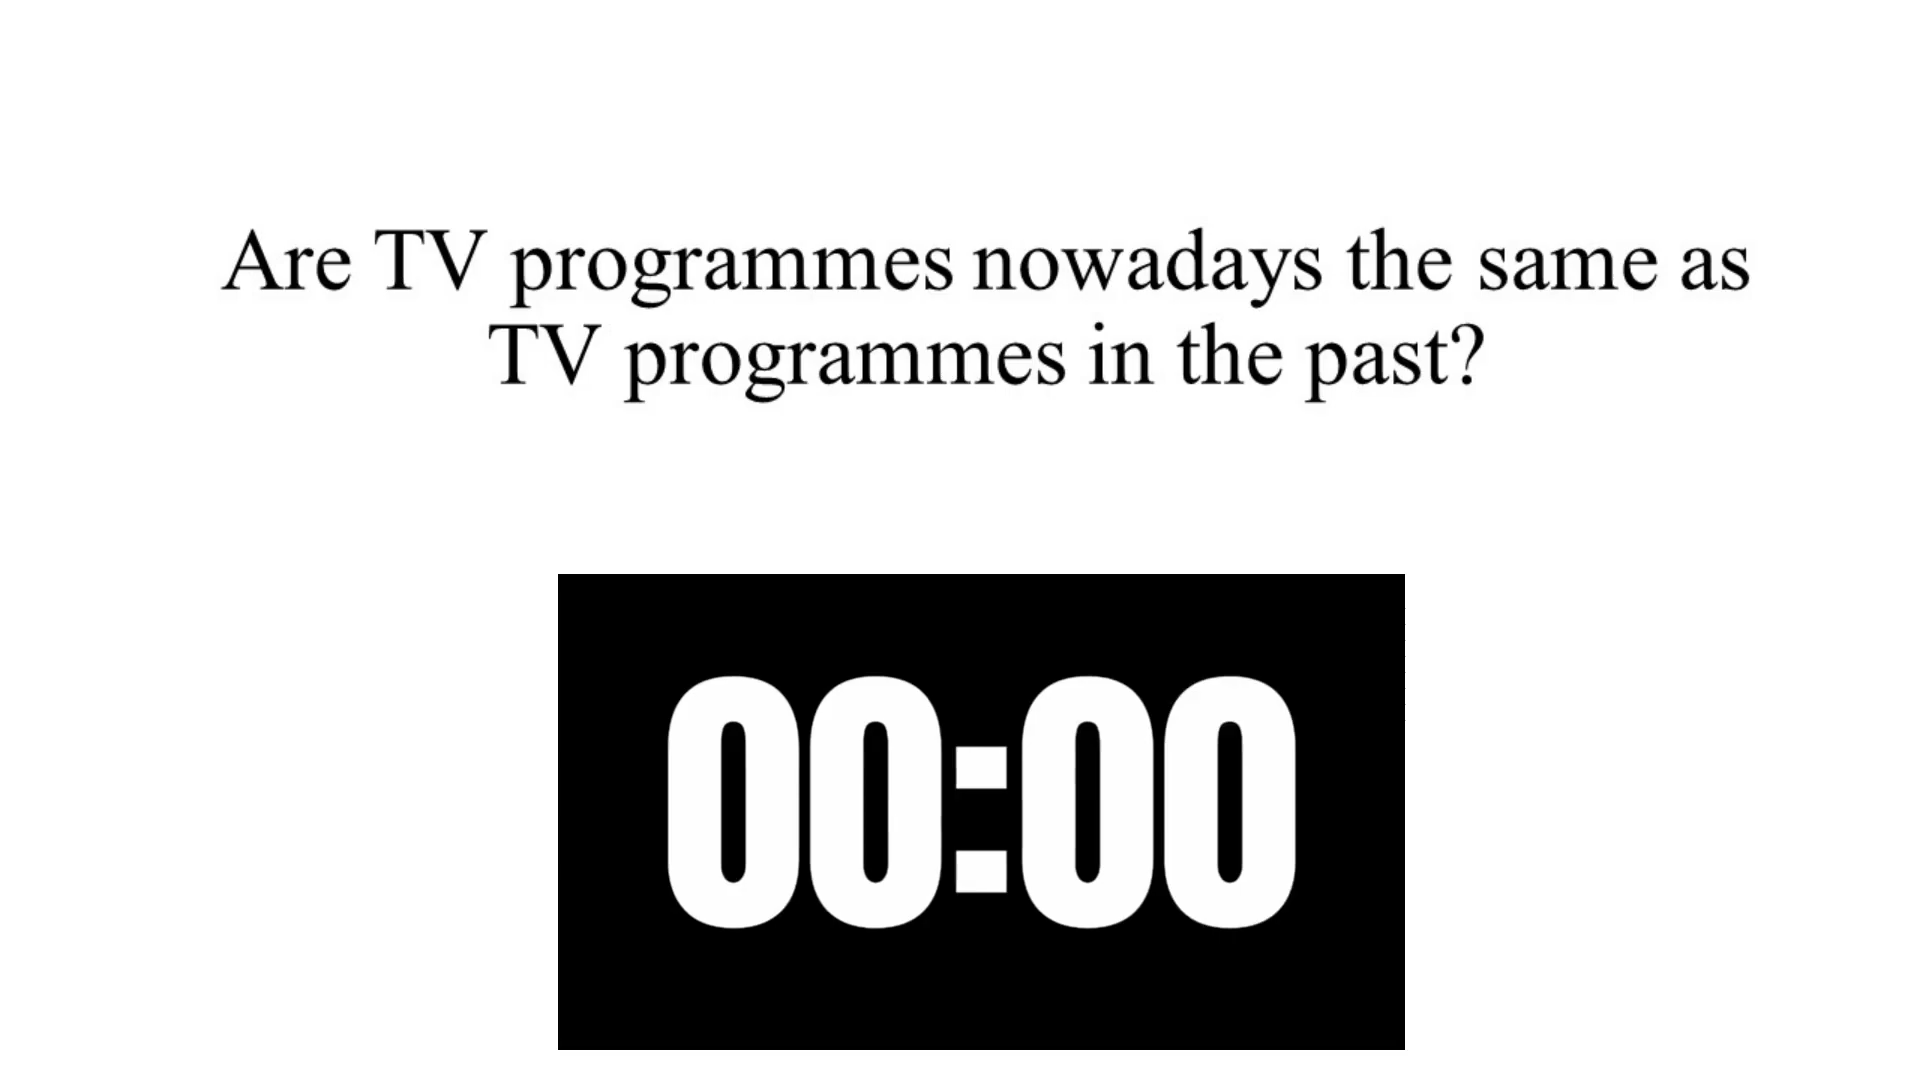 Are TV programmes nowadays the same as
TV programmes in the past?
00:00